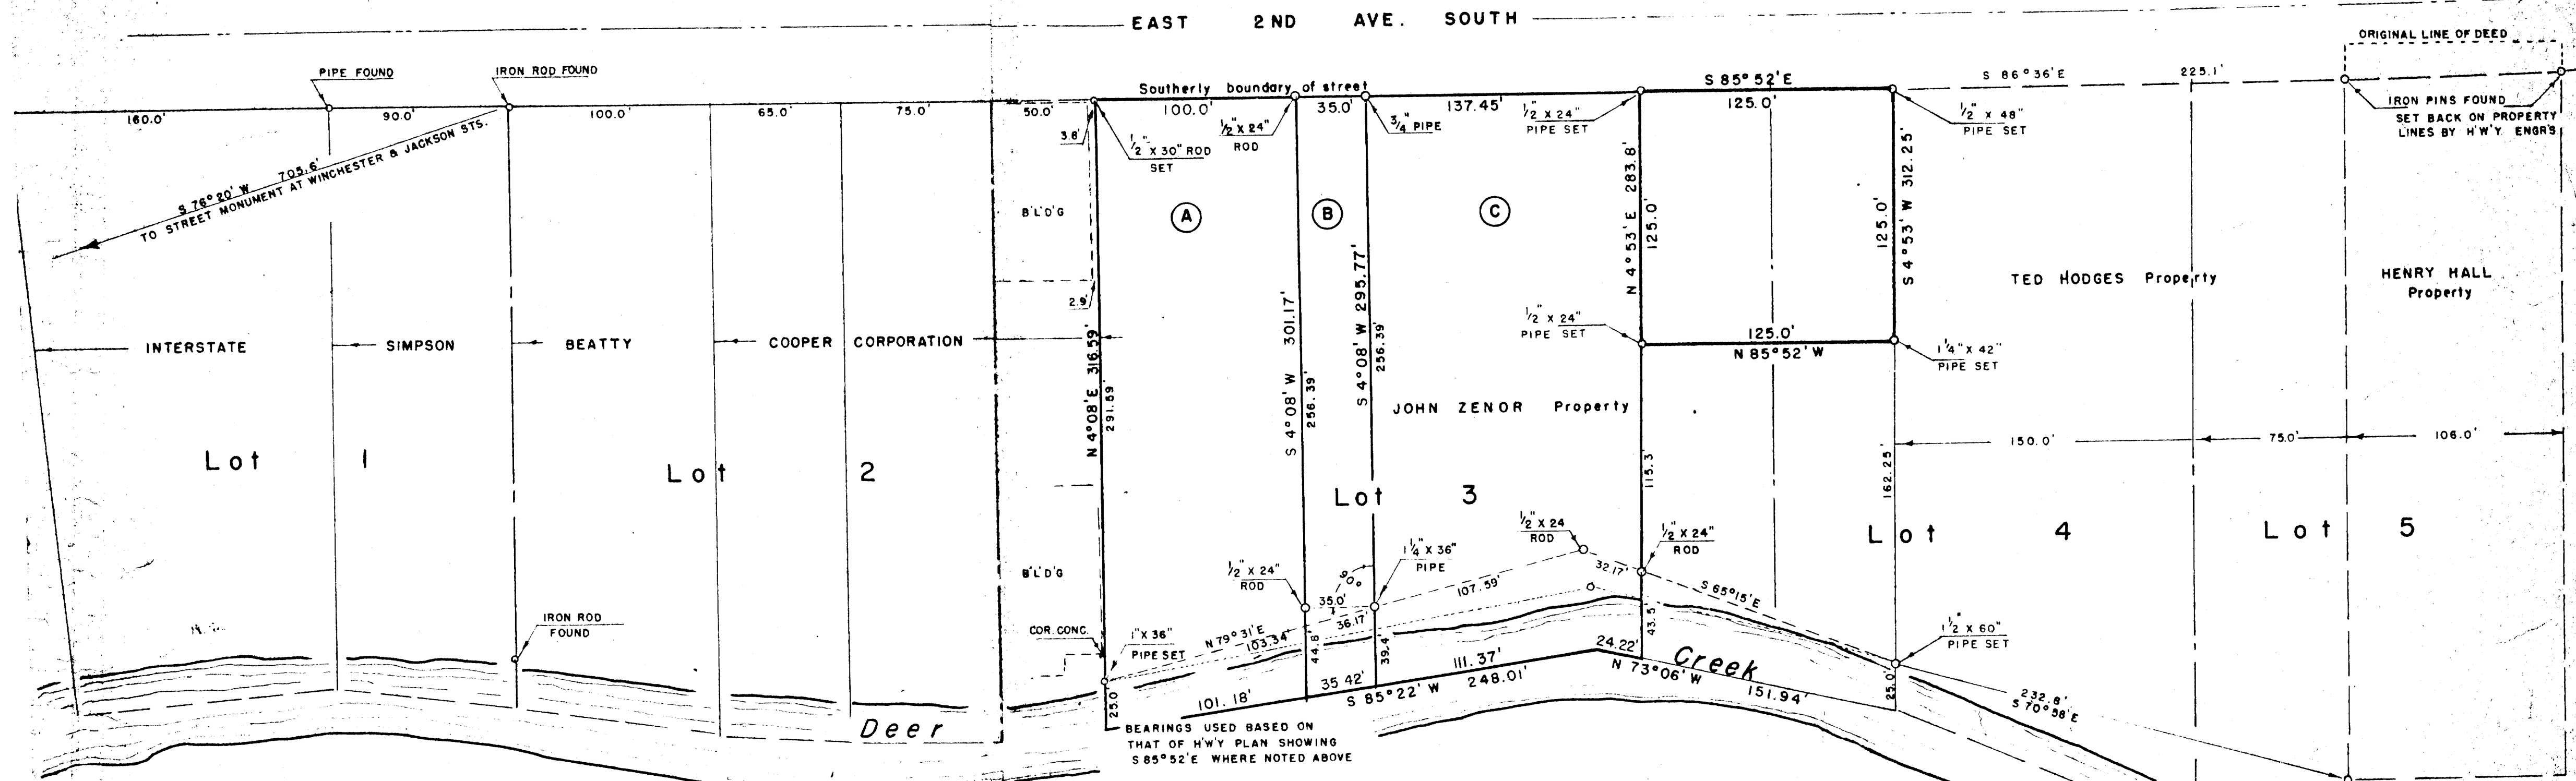 EAST 2ND AVE. SOUTH
ORIGINAL LINE OF DEED
PIPE FOUND
IRON ROD FOUND
Southerly boundary of street
S 85° 52' E
S 86° 36' E
225.1'
160.0'
90.0'
100.0'
65.0'
75.0'
50.0'
100.0'
35.0'
137.45'
125.0'
3.8'
1/2" X 30" ROD
SET
1/2" X 24"
ROD
3/4" PIPE
1/2" X 24"
PIPE SET
1/2" X 48"
PIPE SET
IRON PINS FOUND
SET BACK ON PROPERTY
LINES BY H'W'Y ENGR'S.
S 76° 20' W 705.6'
TO STREET MONUMENT AT WINCHESTER & JACKSON STS.
B'L'D'G
A
B
C
N 4° 53' E 283.8'
125.0'
125.0'
S 4° 53' W 312.25'
TED HODGES Property
HENRY HALL
Property
2.9'
N 4° 08' E 316.59'
291.59'
S 4° 08' W 301.17'
256.39'
S 4° 08' W 295.77'
256.39'
1/2" X 24"
PIPE SET
125.0'
N 85° 52' W
1 1/4" X 42"
PIPE SET
INTERSTATE
SIMPSON
BEATTY
COOPER CORPORATION
JOHN ZENOR Property
150.0'
75.0'
106.0'
Lot 1
Lot 2
Lot 3
Lot 4
Lot 5
115.3'
162.25'
B'L'D'G
1/2" X 24"
ROD
1 1/4" X 36"
PIPE
1/2" X 24
ROD
1/2" X 24"
ROD
90°
35.0'
107.59'
32.17'
S 65° 15' E
IRON ROD
FOUND
COR. CONC.
1" X 36"
PIPE SET
N 79° 31' E
103.34'
36.17'
44.8'
39.4'
43.5'
1 1/2" X 60"
PIPE SET
25.0'
101.18'
35.42'
111.37'
S 85° 22' W 248.01'
24.22'
N 73° 06' W
151.94'
25.0'
232.8'
S 70° 58' E
Deer
Creek
BEARINGS USED BASED ON
THAT OF H'W'Y PLAN SHOWING
S 85° 52' E WHERE NOTED ABOVE